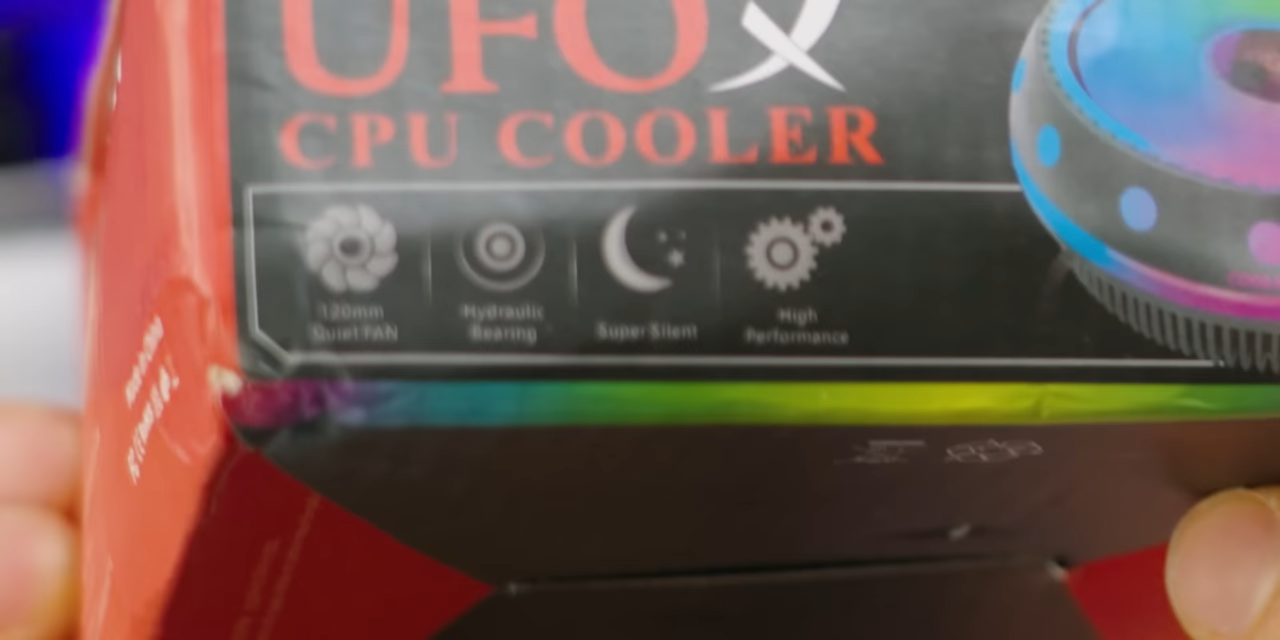 UFO X
CPU COOLER
120mm
Quiet FAN
Hydraulic
Bearing
Super Silent
High
Performance